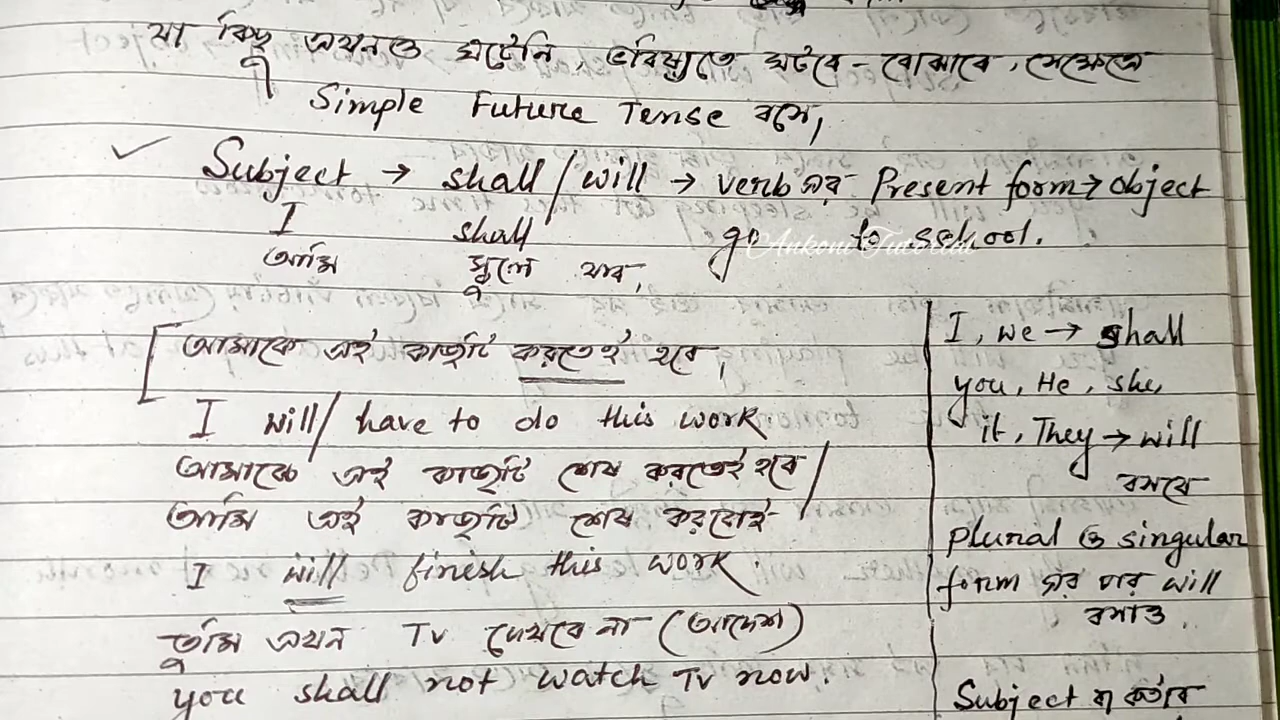 যা কিছু এখনও ঘটেনি, ভবিষ্যতে ঘটবে - বোঝাবে, সেক্ষেত্রে
Simple Future Tense বসে,
✓ Subject → shall / will → verb এর Present form → object
I shall go to school.
আমি স্কুলে যাব,
Ankoni Tutorial
আমাকে এই কাজটি করতেই হবে,
I will / have to do this work.
আমাকে এই কাজটি শেষ করতেই হবে /
আমি এই কাজটি শেষ করবোই-
I will finish this work.
তুমি এখন TV দেখবে না (আদেশ)
you shall not watch TV now.
I, we → shall
you, He, she,
it, They → will
বসবে
plural ও singular
form এর পর will
বসাও.
Subject বা কর্তার